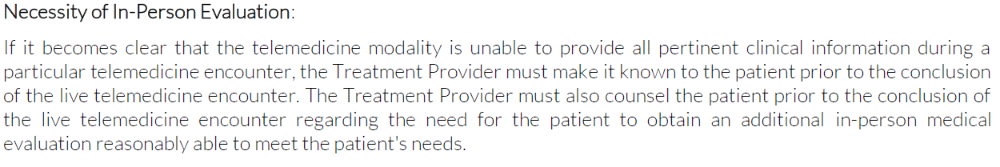 Necessity of In-Person Evaluation:
If it becomes clear that the telemedicine modality is unable to provide all pertinent clinical information during a
particular telemedicine encounter, the Treatment Provider must make it known to the patient prior to the conclusion
of the live telemedicine encounter. The Treatment Provider must also counsel the patient prior to the conclusion of
the live telemedicine encounter regarding the need for the patient to obtain an additional in-person medical
evaluation reasonably able to meet the patient's needs.